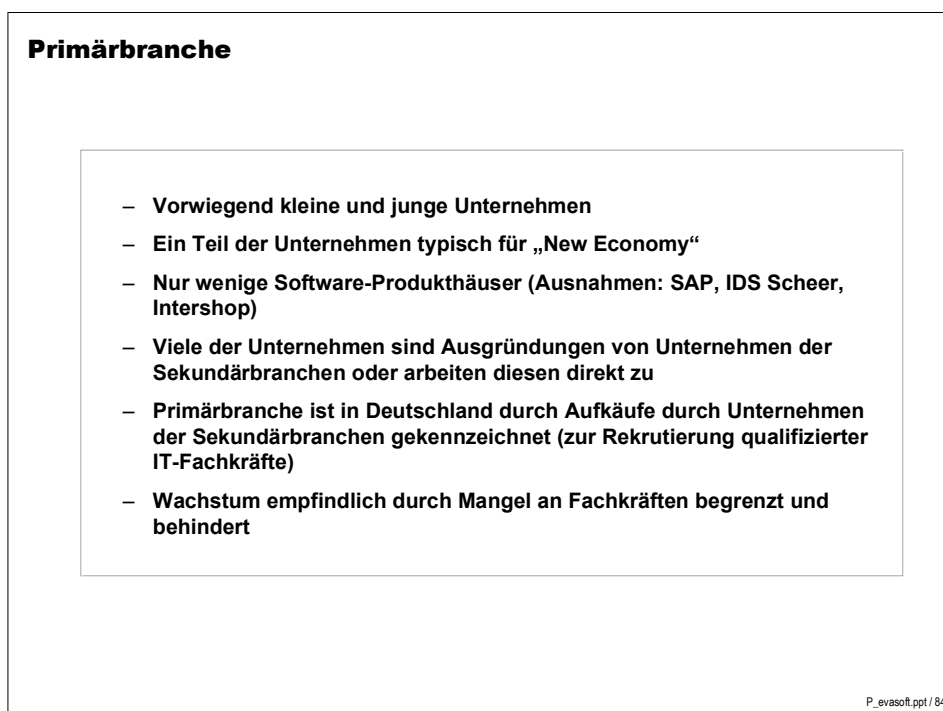 Primärbranche
– Vorwiegend kleine und junge Unternehmen
– Ein Teil der Unternehmen typisch für „New Economy“
– Nur wenige Software-Produkthäuser (Ausnahmen: SAP, IDS Scheer,
Intershop)
– Viele der Unternehmen sind Ausgründungen von Unternehmen der
Sekundärbranchen oder arbeiten diesen direkt zu
– Primärbranche ist in Deutschland durch Aufkäufe durch Unternehmen
der Sekundärbranchen gekennzeichnet (zur Rekrutierung qualifizierter
IT-Fachkräfte)
– Wachstum empfindlich durch Mangel an Fachkräften begrenzt und
behindert
P_evasoft.ppt / 84